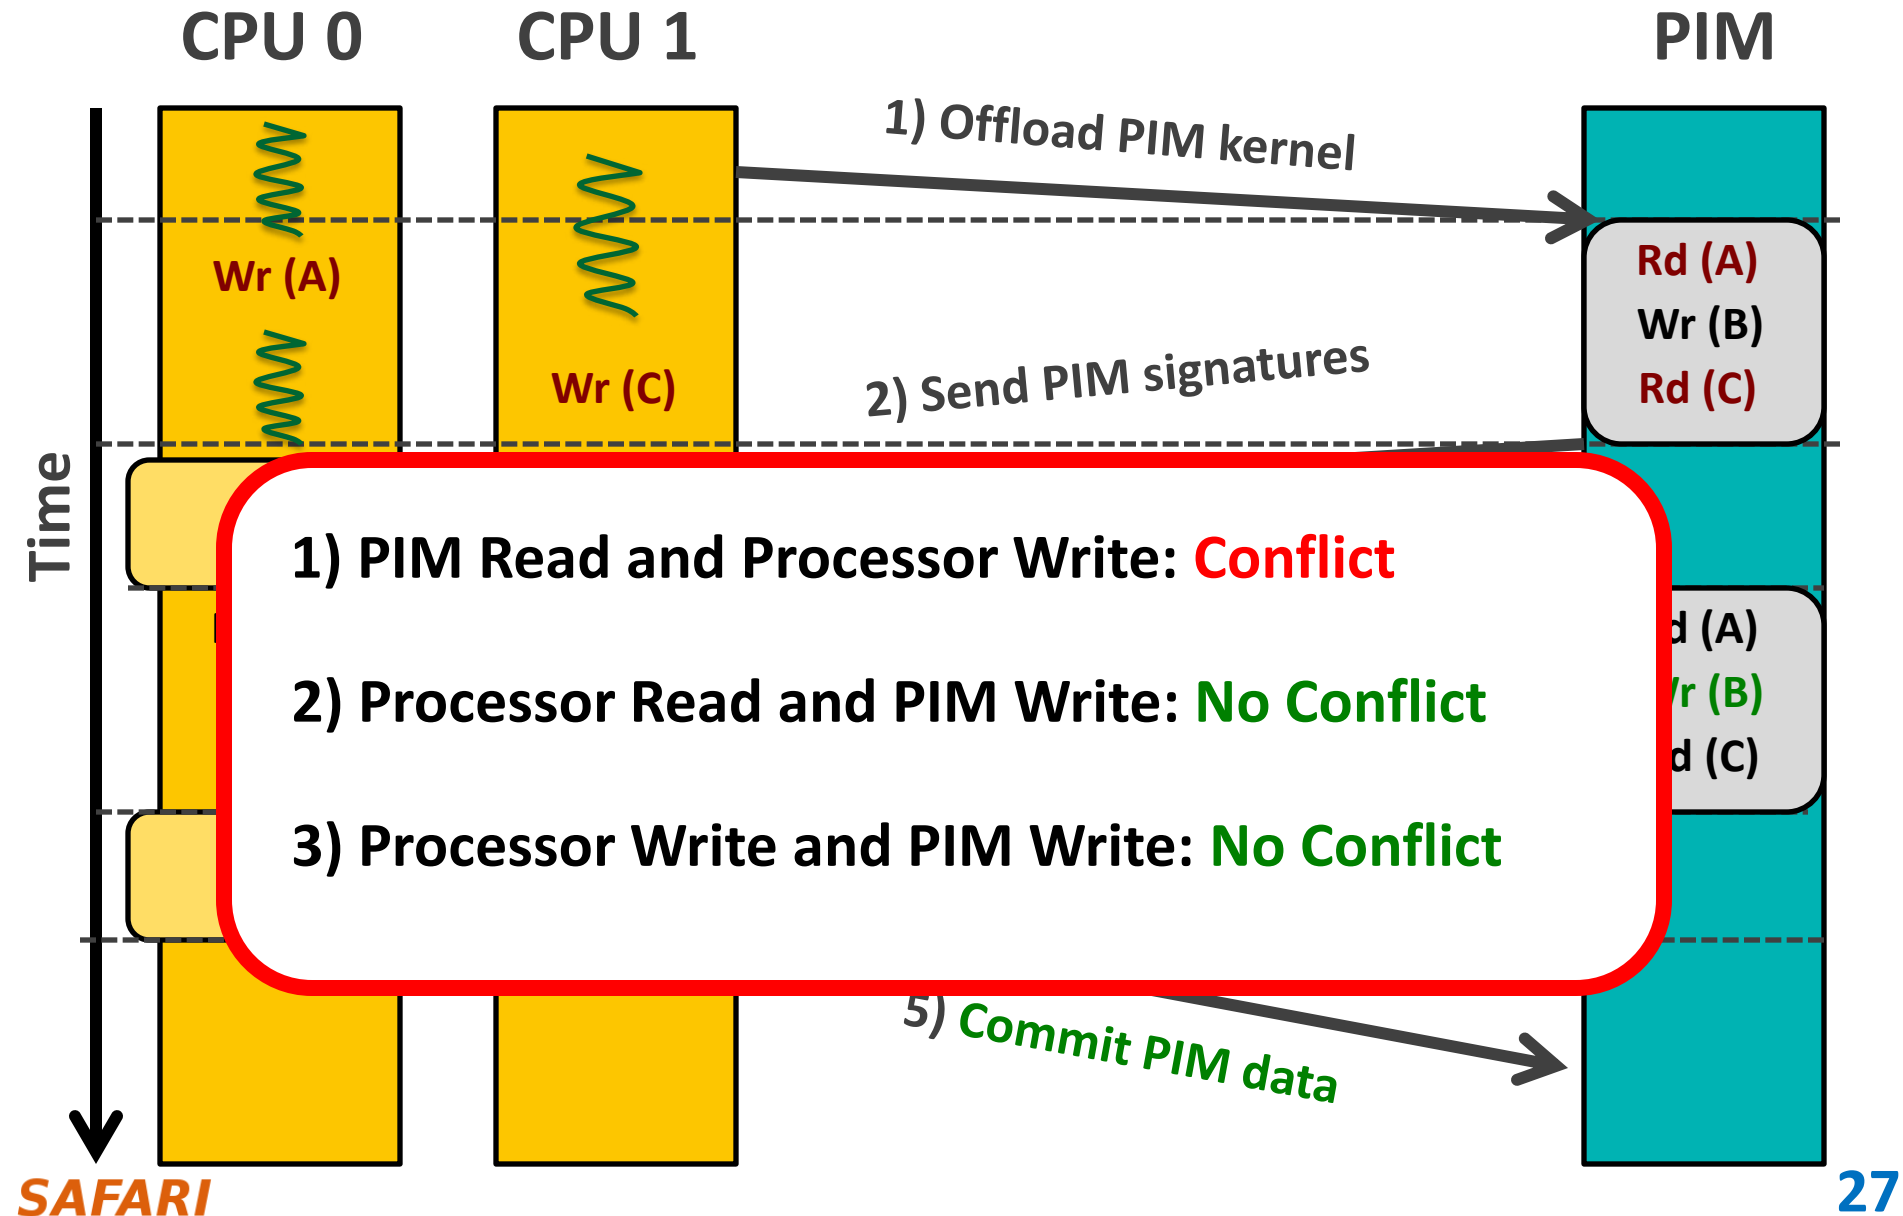 CPU 0
CPU 1
PIM
1) Offload PIM kernel
Wr (A)
Rd (A)
Wr (B)
Rd (C)
Wr (C)
2) Send PIM signatures
Time
1) PIM Read and Processor Write: Conflict
2) Processor Read and PIM Write: No Conflict
3) Processor Write and PIM Write: No Conflict
d (A)
r (B)
d (C)
5) Commit PIM data
SAFARI
27